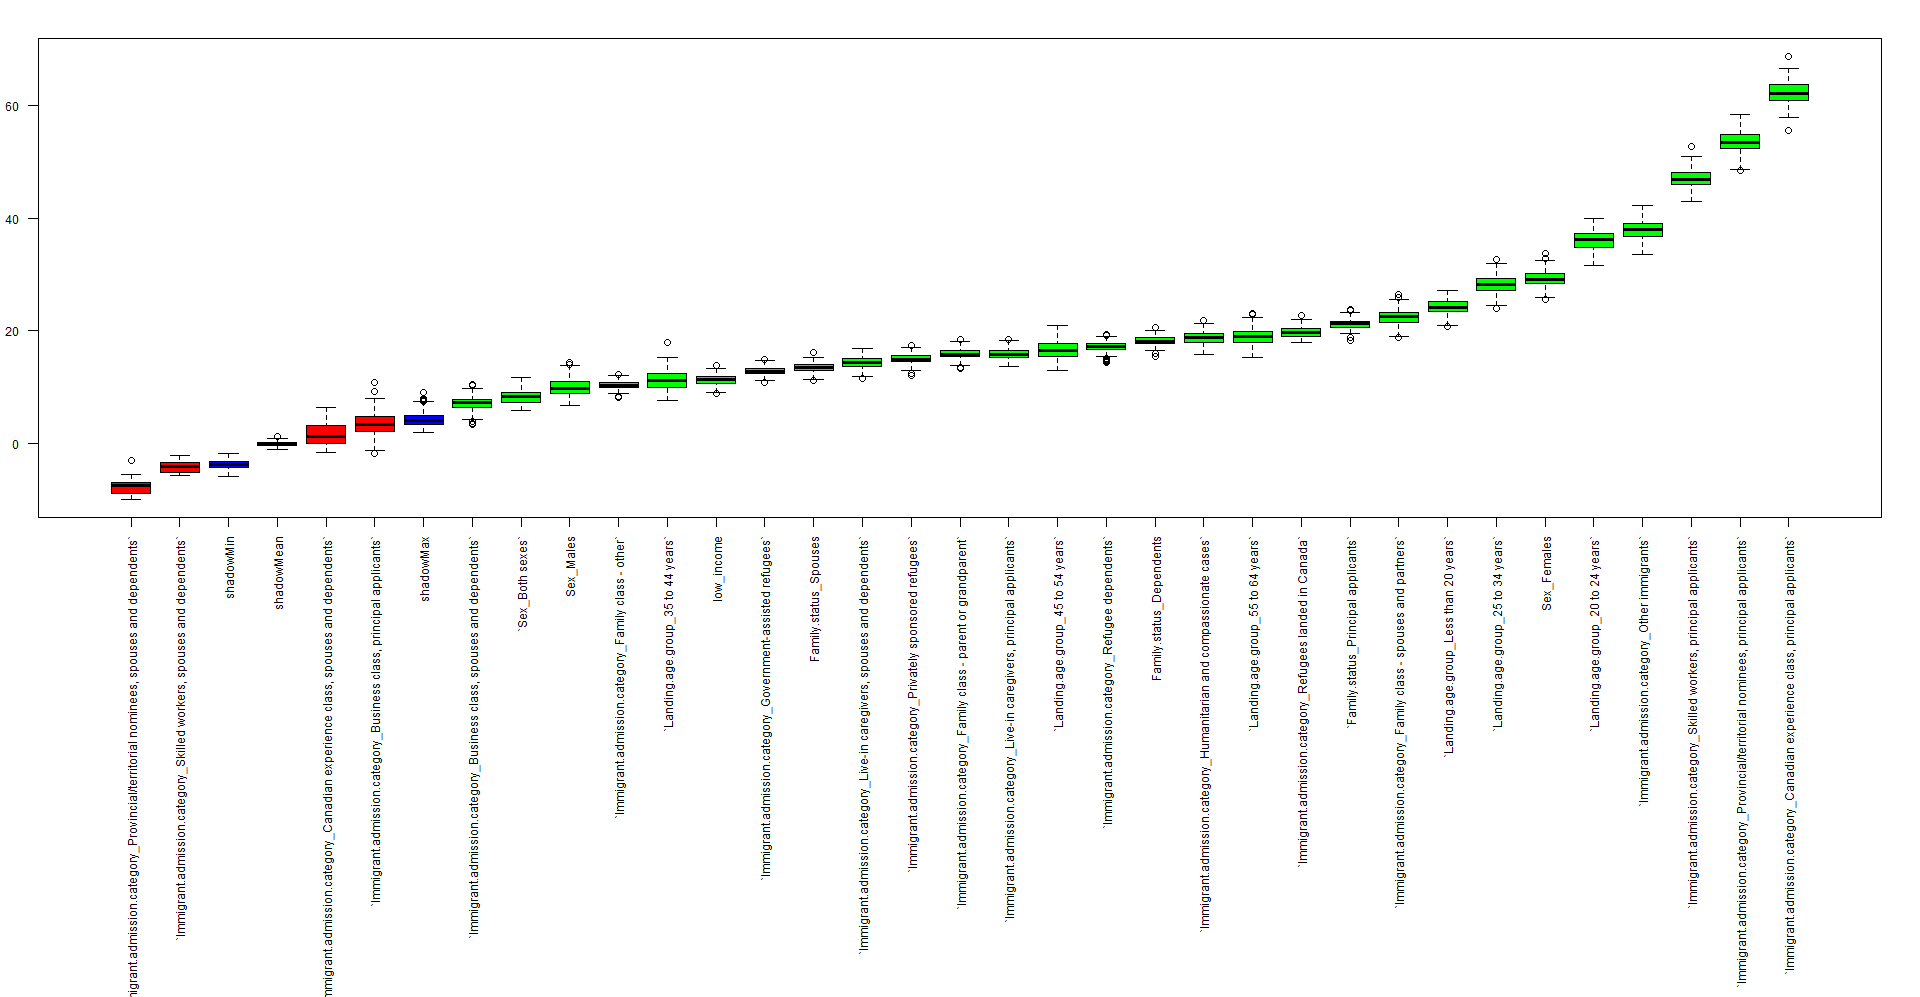 60
40
20
0
migrant.admission.category_Provincial/territorial nominees, spouses and dependents`
`Immigrant.admission.category_Skilled workers, spouses and dependents`
shadowMin
shadowMean
mmigrant.admission.category_Canadian experience class, spouses and dependents`
`Immigrant.admission.category_Business class, principal applicants`
shadowMax
`Immigrant.admission.category_Business class, spouses and dependents`
`Sex_Both sexes`
Sex_Males
`Immigrant.admission.category_Family class - other`
`Landing.age.group_35 to 44 years`
low_income
`Immigrant.admission.category_Government-assisted refugees`
Family.status_Spouses
`Immigrant.admission.category_Live-in caregivers, spouses and dependents`
`Immigrant.admission.category_Privately sponsored refugees`
`Immigrant.admission.category_Family class - parent or grandparent`
`Immigrant.admission.category_Live-in caregivers, principal applicants`
`Landing.age.group_45 to 54 years`
`Immigrant.admission.category_Refugee dependents`
Family.status_Dependents
`Immigrant.admission.category_Humanitarian and compassionate cases`
`Landing.age.group_55 to 64 years`
`Immigrant.admission.category_Refugees landed in Canada`
`Family.status_Principal applicants`
`Immigrant.admission.category_Family class - spouses and partners`
`Landing.age.group_Less than 20 years`
`Landing.age.group_25 to 34 years`
Sex_Females
`Landing.age.group_20 to 24 years`
`Immigrant.admission.category_Other immigrants`
`Immigrant.admission.category_Skilled workers, principal applicants`
`Immigrant.admission.category_Provincial/territorial nominees, principal applicants`
`Immigrant.admission.category_Canadian experience class, principal applicants`